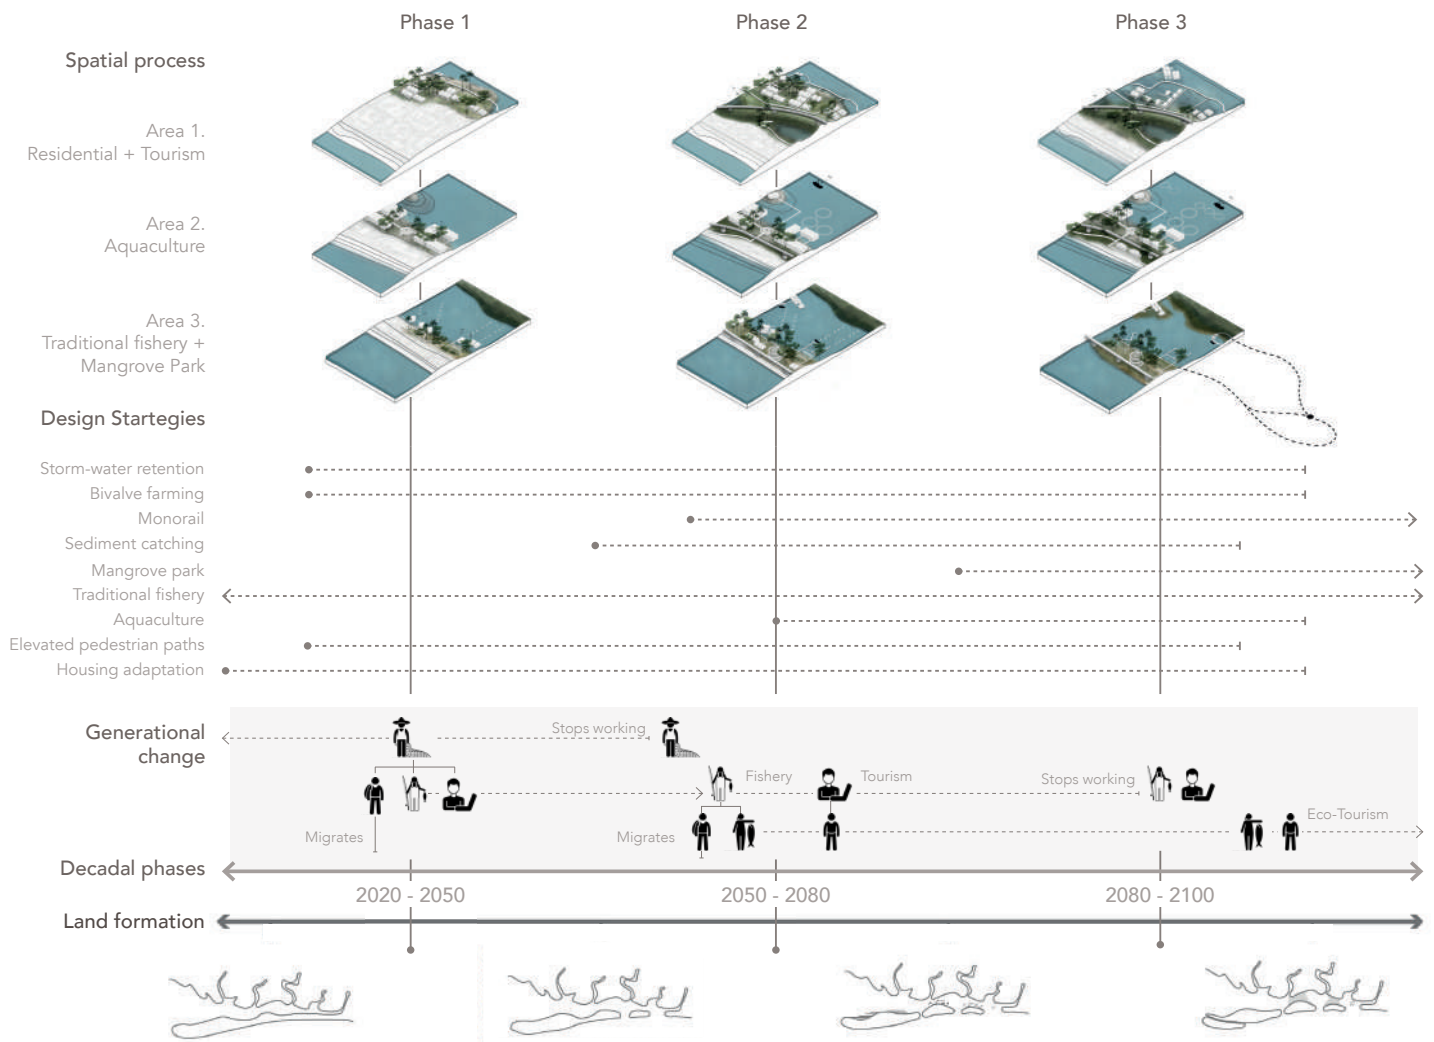 Phase 1
Phase 2
Phase 3
Spatial process
Area 1.
Residential + Tourism
Area 2.
Aquaculture
Area 3.
Traditional fishery +
Mangrove Park
Design Startegies
Storm-water retention
Bivalve farming
Monorail
Sediment catching
Mangrove park
Traditional fishery
Aquaculture
Elevated pedestrian paths
Housing adaptation
Generational
change
Stops working
Fishery
Tourism
Stops working
Migrates
Migrates
Eco-Tourism
Decadal phases
2020 - 2050
2050 - 2080
2080 - 2100
Land formation